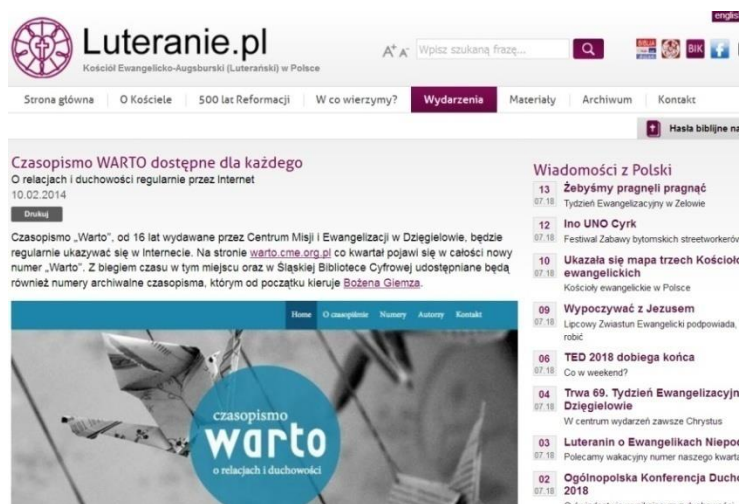 englis
Luteranie.pl
Kościół Ewangelicko-Augsburski (Luterański) w Polsce
A+ A-
Wpisz szukaną frazę...
BIBLIA
BIK
f
Strona główna
O Kościele
500 lat Reformacji
W co wierzymy?
Wydarzenia
Materiały
Archiwum
Kontakt
Hasła biblijne na
Czasopismo WARTO dostępne dla każdego
O relacjach i duchowości regularnie przez Internet
10.02.2014
Drukuj
Czasopismo „Warto”, od 16 lat wydawane przez Centrum Misji i Ewangelizacji w Dzięgielowie, będzie
regularnie ukazywać się w Internecie. Na stronie warto.cme.org.pl co kwartał pojawi się w całości nowy
numer „Warto”. Z biegiem czasu w tym miejscu oraz w Śląskiej Bibliotece Cyfrowej udostępniane będą
również numery archiwalne czasopisma, którym od początku kieruje Bożena Giemza.
Home
O czasopiśmie
Numery
Autorzy
Kontakt
czasopismo
warto
o relacjach i duchowości
Wiadomości z Polski
13 Żebyśmy pragnęli pragnąć
07.18 Tydzień Ewangelizacyjny w Zelowie
12 Ino UNO Cyrk
07.18 Festiwal Zabawy bytomskich streetworkerów
10 Ukazała się mapa trzech Kościoło
07.18 ewangelickich
Kościoły ewangelickie w Polsce
09 Wypoczywać z Jezusem
07.18 Lipcowy Zwiastun Ewangelicki podpowiada,
robić
06 TED 2018 dobiega końca
07.18 Co w weekend?
04 Trwa 69. Tydzień Ewangelizacyjn
07.18 Dzięgielowie
W centrum wydarzeń zawsze Chrystus
03 Luteranin o Ewangelikach Niepod
07.18 Polecamy wakacyjny numer naszego kwarta
02 Ogólnopolska Konferencja Ducho
07.18 2018